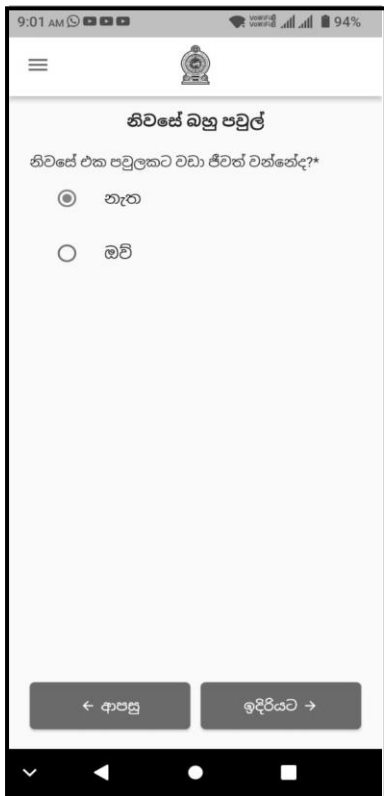 9:01 AM 94%
නිවසේ බහු පවුල්
නිවසේ එක පවුලකට වඩා ජීවත් වන්නේද?*
නැත
ඔව්
← ආපසු ඉදිරියට →